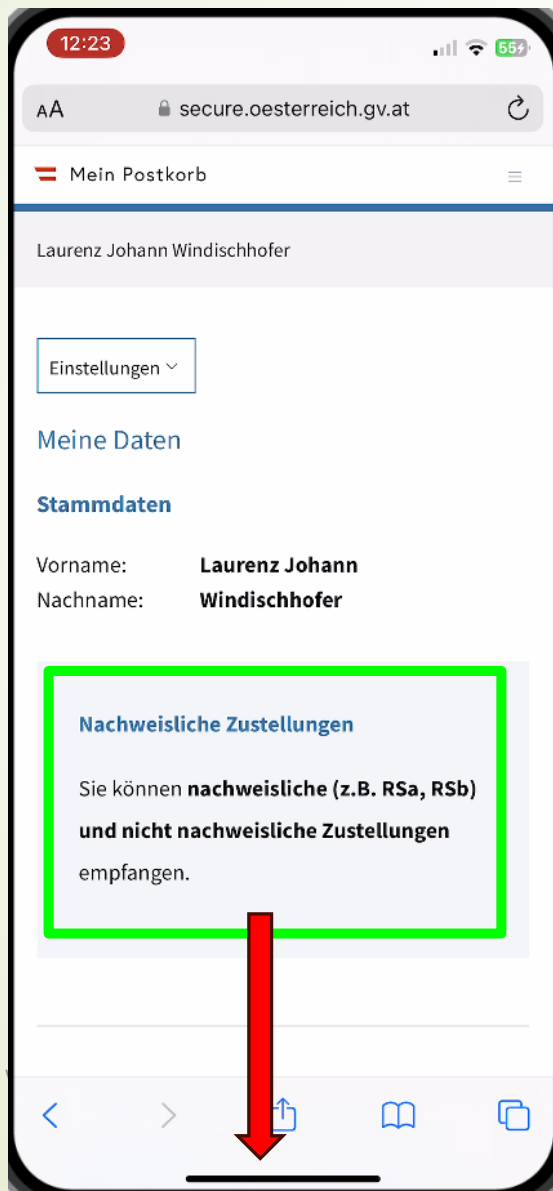 12:23
55
AA secure.oesterreich.gv.at
Mein Postkorb
Laurenz Johann Windischhofer
Einstellungen
Meine Daten
Stammdaten
Vorname: Laurenz Johann
Nachname: Windischhofer
Nachweisliche Zustellungen
Sie können nachweisliche (z.B. RSa, RSb)
und nicht nachweisliche Zustellungen
empfangen.